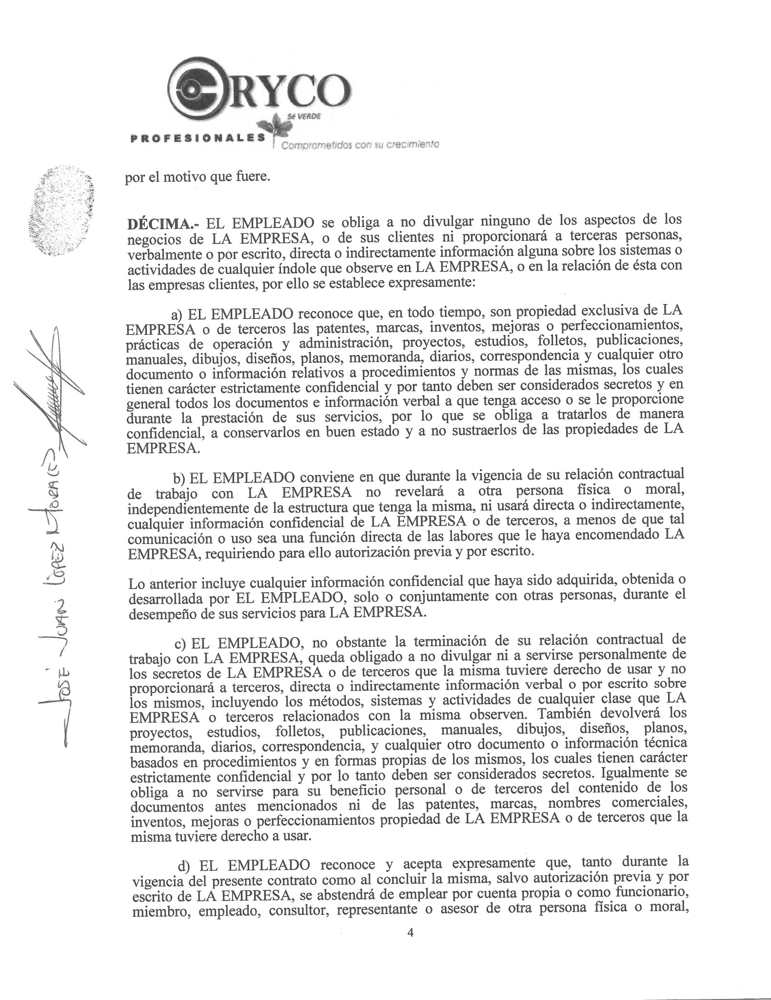 CRYCO
Sé VERDE
PROFESIONALES
Comprometidos con su crecimiento
por el motivo que fuere.
DÉCIMA.- EL EMPLEADO se obliga a no divulgar ninguno de los aspectos de los
negocios de LA EMPRESA, o de sus clientes ni proporcionará a terceras personas,
verbalmente o por escrito, directa o indirectamente información alguna sobre los sistemas o
actividades de cualquier índole que observe en LA EMPRESA, o en la relación de ésta con
las empresas clientes, por ello se establece expresamente:
a) EL EMPLEADO reconoce que, en todo tiempo, son propiedad exclusiva de LA
EMPRESA o de terceros las patentes, marcas, inventos, mejoras o perfeccionamientos,
prácticas de operación y administración, proyectos, estudios, folletos, publicaciones,
manuales, dibujos, diseños, planos, memoranda, diarios, correspondencia y cualquier otro
documento o información relativos a procedimientos y normas de las mismas, los cuales
tienen carácter estrictamente confidencial y por tanto deben ser considerados secretos y en
general todos los documentos e información verbal a que tenga acceso o se le proporcione
durante la prestación de sus servicios, por lo que se obliga a tratarlos de manera
confidencial, a conservarlos en buen estado y a no sustraerlos de las propiedades de LA
EMPRESA.
b) EL EMPLEADO conviene en que durante la vigencia de su relación contractual
de trabajo con LA EMPRESA no revelará a otra persona física o moral,
independientemente de la estructura que tenga la misma, ni usará directa o indirectamente,
cualquier información confidencial de LA EMPRESA o de terceros, a menos de que tal
comunicación o uso sea una función directa de las labores que le haya encomendado LA
EMPRESA, requiriendo para ello autorización previa y por escrito.
Lo anterior incluye cualquier información confidencial que haya sido adquirida, obtenida o
desarrollada por EL EMPLEADO, solo o conjuntamente con otras personas, durante el
desempeño de sus servicios para LA EMPRESA.
c) EL EMPLEADO, no obstante la terminación de su relación contractual de
trabajo con LA EMPRESA, queda obligado a no divulgar ni a servirse personalmente de
los secretos de LA EMPRESA o de terceros que la misma tuviere derecho de usar y no
proporcionará a terceros, directa o indirectamente información verbal o por escrito sobre
los mismos, incluyendo los métodos, sistemas y actividades de cualquier clase que LA
EMPRESA o terceros relacionados con la misma observen. También devolverá los
proyectos, estudios, folletos, publicaciones, manuales, dibujos, diseños, planos,
memoranda, diarios, correspondencia, y cualquier otro documento o información técnica
basados en procedimientos y en formas propias de los mismos, los cuales tienen carácter
estrictamente confidencial y por lo tanto deben ser considerados secretos. Igualmente se
obliga a no servirse para su beneficio personal o de terceros del contenido de los
documentos antes mencionados ni de las patentes, marcas, nombres comerciales,
inventos, mejoras o perfeccionamientos propiedad de LA EMPRESA o de terceros que la
misma tuviere derecho a usar.
d) EL EMPLEADO reconoce y acepta expresamente que, tanto durante la
vigencia del presente contrato como al concluir la misma, salvo autorización previa y por
escrito de LA EMPRESA, se abstendrá de emplear por cuenta propia o como funcionario,
miembro, empleado, consultor, representante o asesor de otra persona física o moral,
4
JOSÉ JUAN LÓPEZ